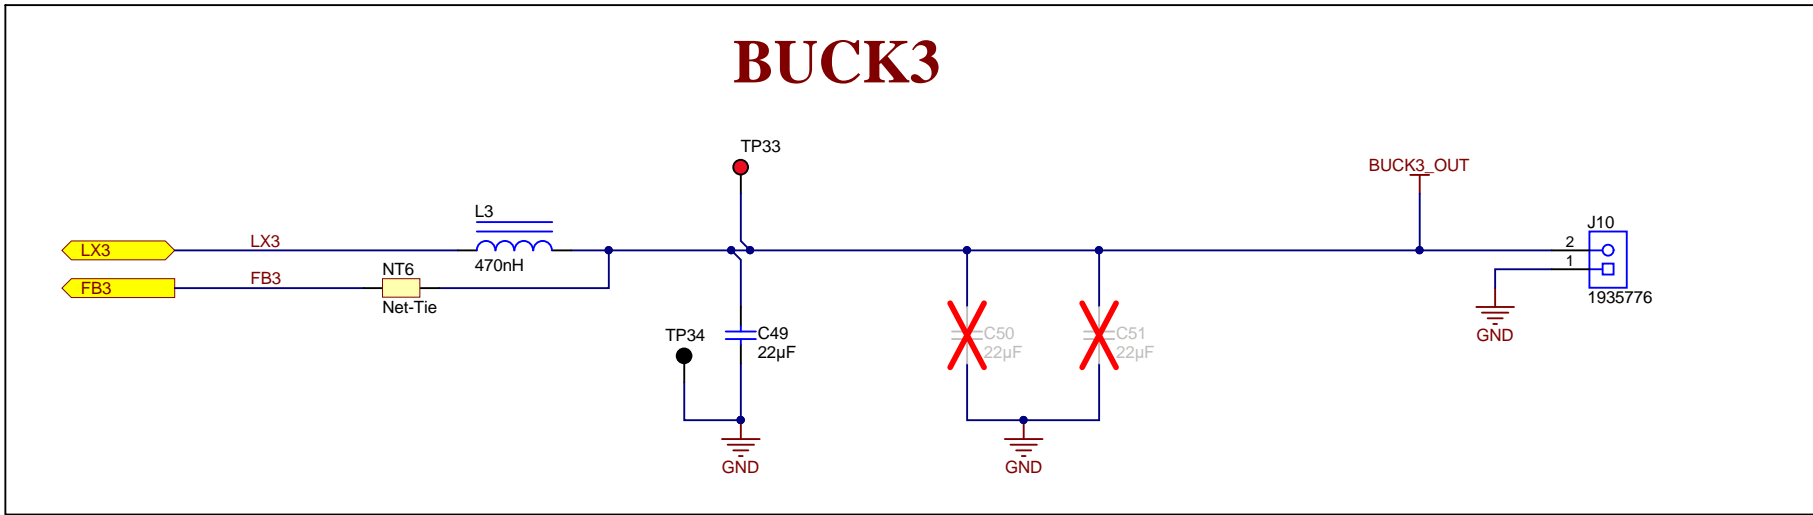 BUCK3
TP33
BUCK3_OUT
L3
J10
LX3
LX3
2
470nH
1
FB3
FB3
NT6
Net-Tie
1935776
TP34
C49
22µF
C50
22µF
C51
22µF
GND
GND
GND